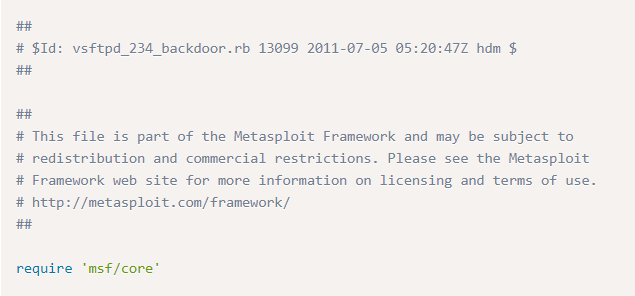 ##
# $Id: vsftpd_234_backdoor.rb 13099 2011-07-05 05:20:47Z hdm $
##
##
# This file is part of the Metasploit Framework and may be subject to
# redistribution and commercial restrictions. Please see the Metasploit
# Framework web site for more information on licensing and terms of use.
# http://metasploit.com/framework/
##
require 'msf/core'